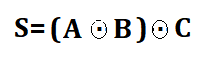 S=(A ⊙ B)⊙ C